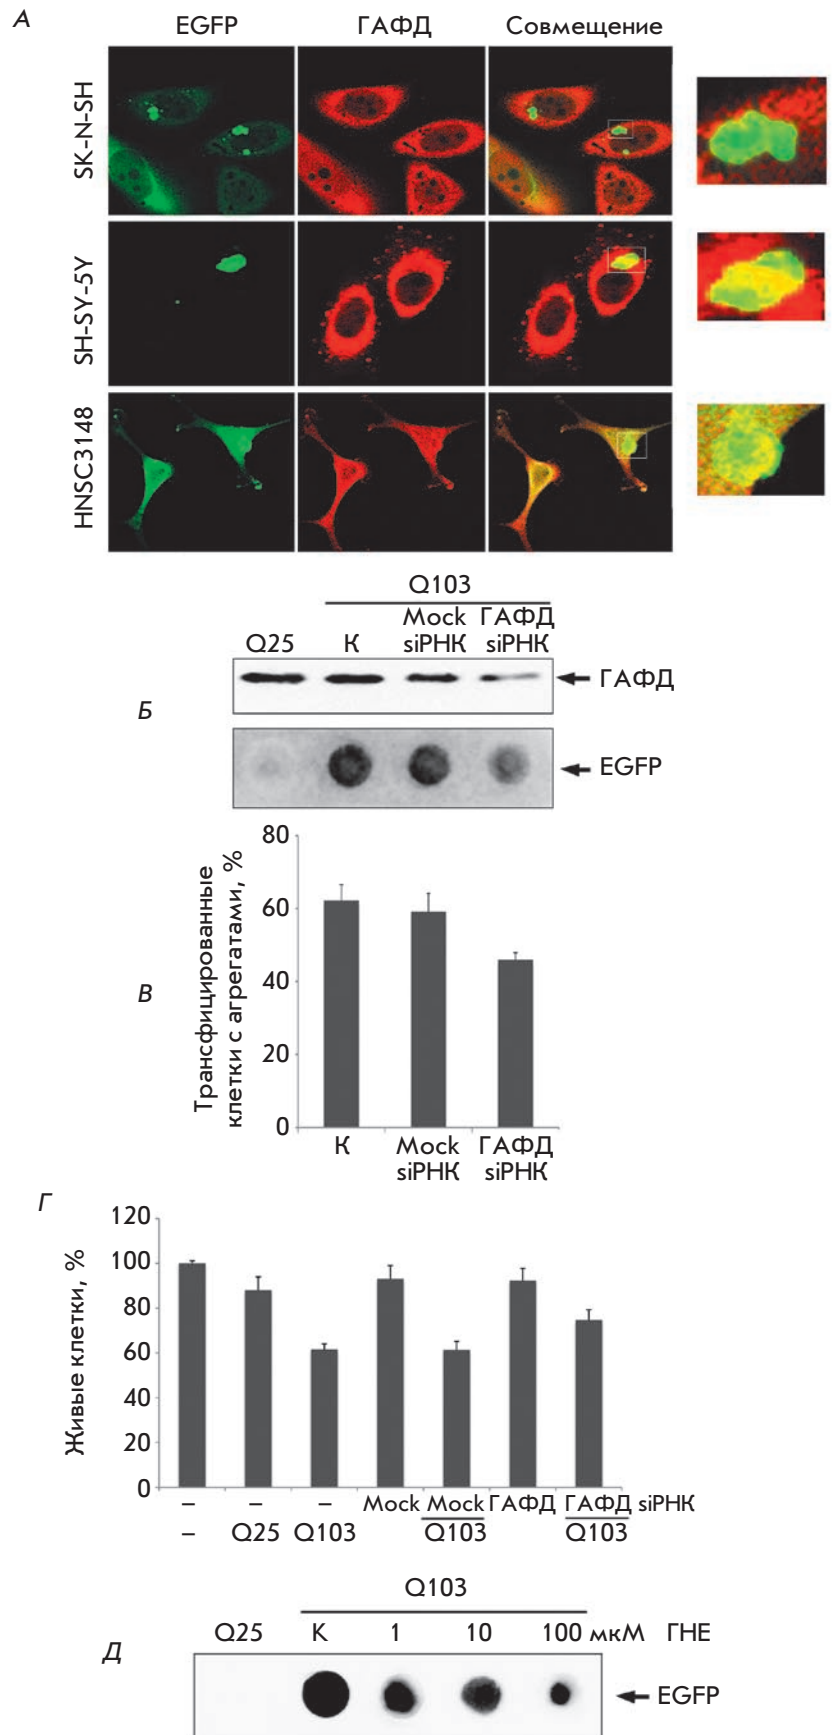 А
EGFP ГАФД Совмещение
SK-N-SH
SH-SY-5Y
HNSC3148
Q103
Mock ГАФД
Q25 К siРНК siРНК
Б
ГАФД
EGFP
В
Трансфицированные
клетки с агрегатами, %
80
60
40
20
0
К Mock ГАФД
siРНК siРНК
Г
Живые клетки, %
120
100
80
60
40
20
0
– – – Mock Mock ГАФД ГАФД siРНК
– Q25 Q103 Q103 Q103
Q103
Д
Q25 К 1 10 100 мкМ ГНЕ
EGFP